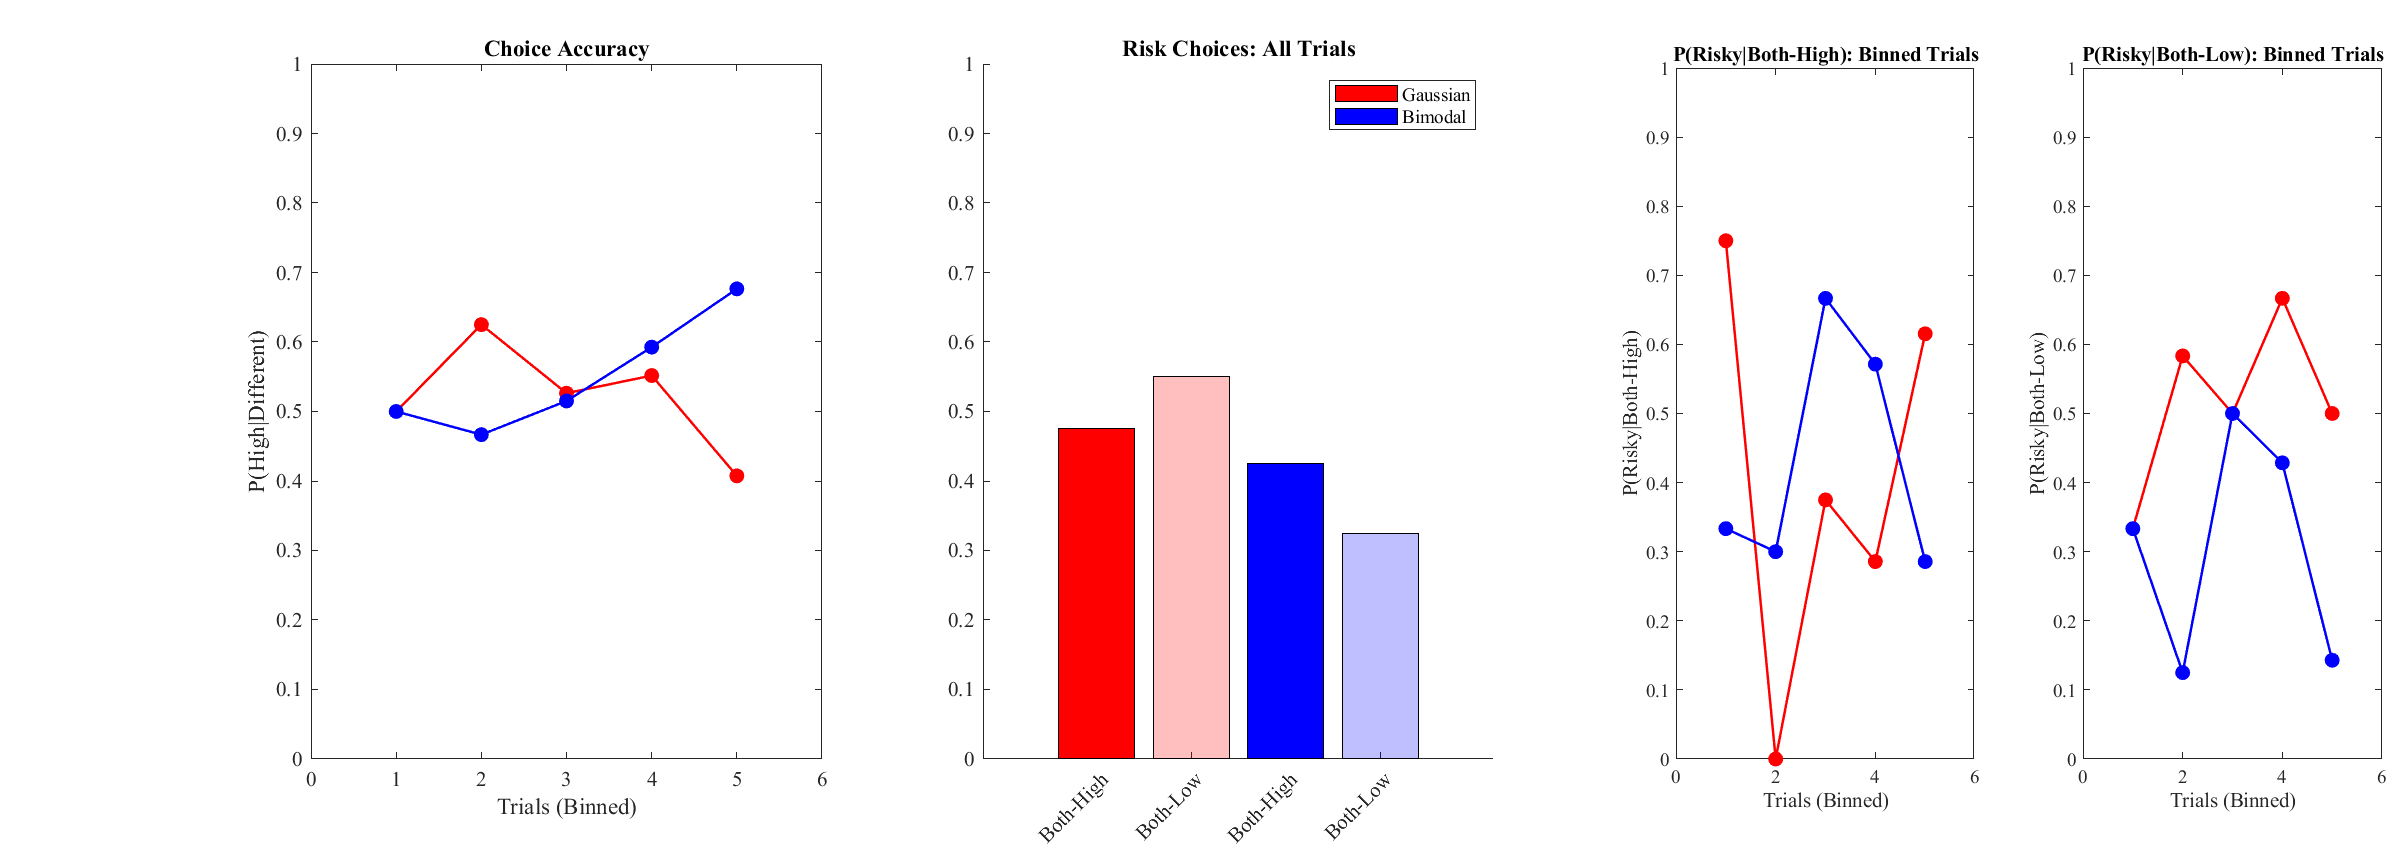 Choice Accuracy
1
0.9
0.8
0.7
0.6
0.5
0.4
0.3
0.2
0.1
0
P(High|Different)
0 1 2 3 4 5 6
Trials (Binned)
Risk Choices: All Trials
Gaussian
Bimodal
1
0.9
0.8
0.7
0.6
0.5
0.4
0.3
0.2
0.1
0
Both-High
Both-Low
Both-High
Both-Low
P(Risky|Both-High): Binned Trials
1
0.9
0.8
0.7
0.6
0.5
0.4
0.3
0.2
0.1
0
P(Risky|Both-High)
0 2 4 6
Trials (Binned)
P(Risky|Both-Low): Binned Trials
1
0.9
0.8
0.7
0.6
0.5
0.4
0.3
0.2
0.1
0
P(Risky|Both-Low)
0 2 4 6
Trials (Binned)